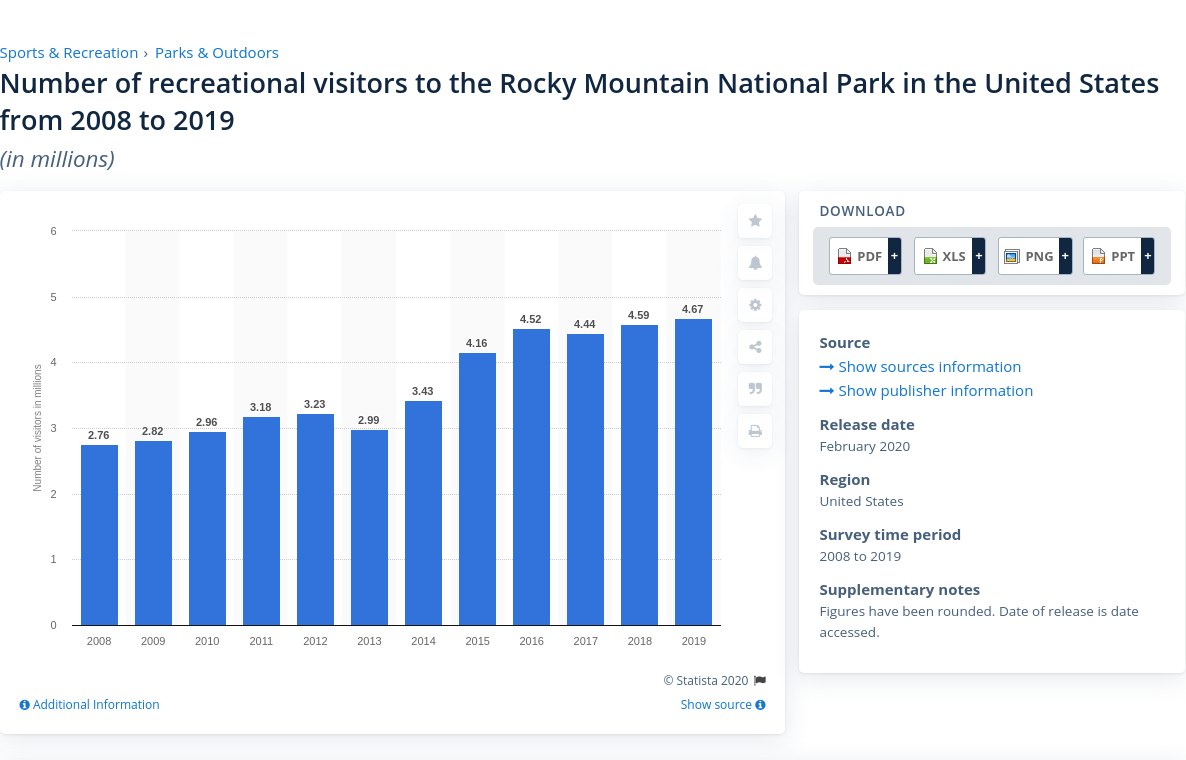 Sports & Recreation › Parks & Outdoors
Number of recreational visitors to the Rocky Mountain National Park in the United States
from 2008 to 2019
(in millions)
Number of visitors in millions
6
5
4
3
2
1
0
2.76
2.82
2.96
3.18
3.23
2.99
3.43
4.16
4.52
4.44
4.59
4.67
2008
2009
2010
2011
2012
2013
2014
2015
2016
2017
2018
2019
© Statista 2020
Additional Information
Show source
DOWNLOAD
PDF +
XLS +
PNG +
PPT +
Source
Show sources information
Show publisher information
Release date
February 2020
Region
United States
Survey time period
2008 to 2019
Supplementary notes
Figures have been rounded. Date of release is date
accessed.